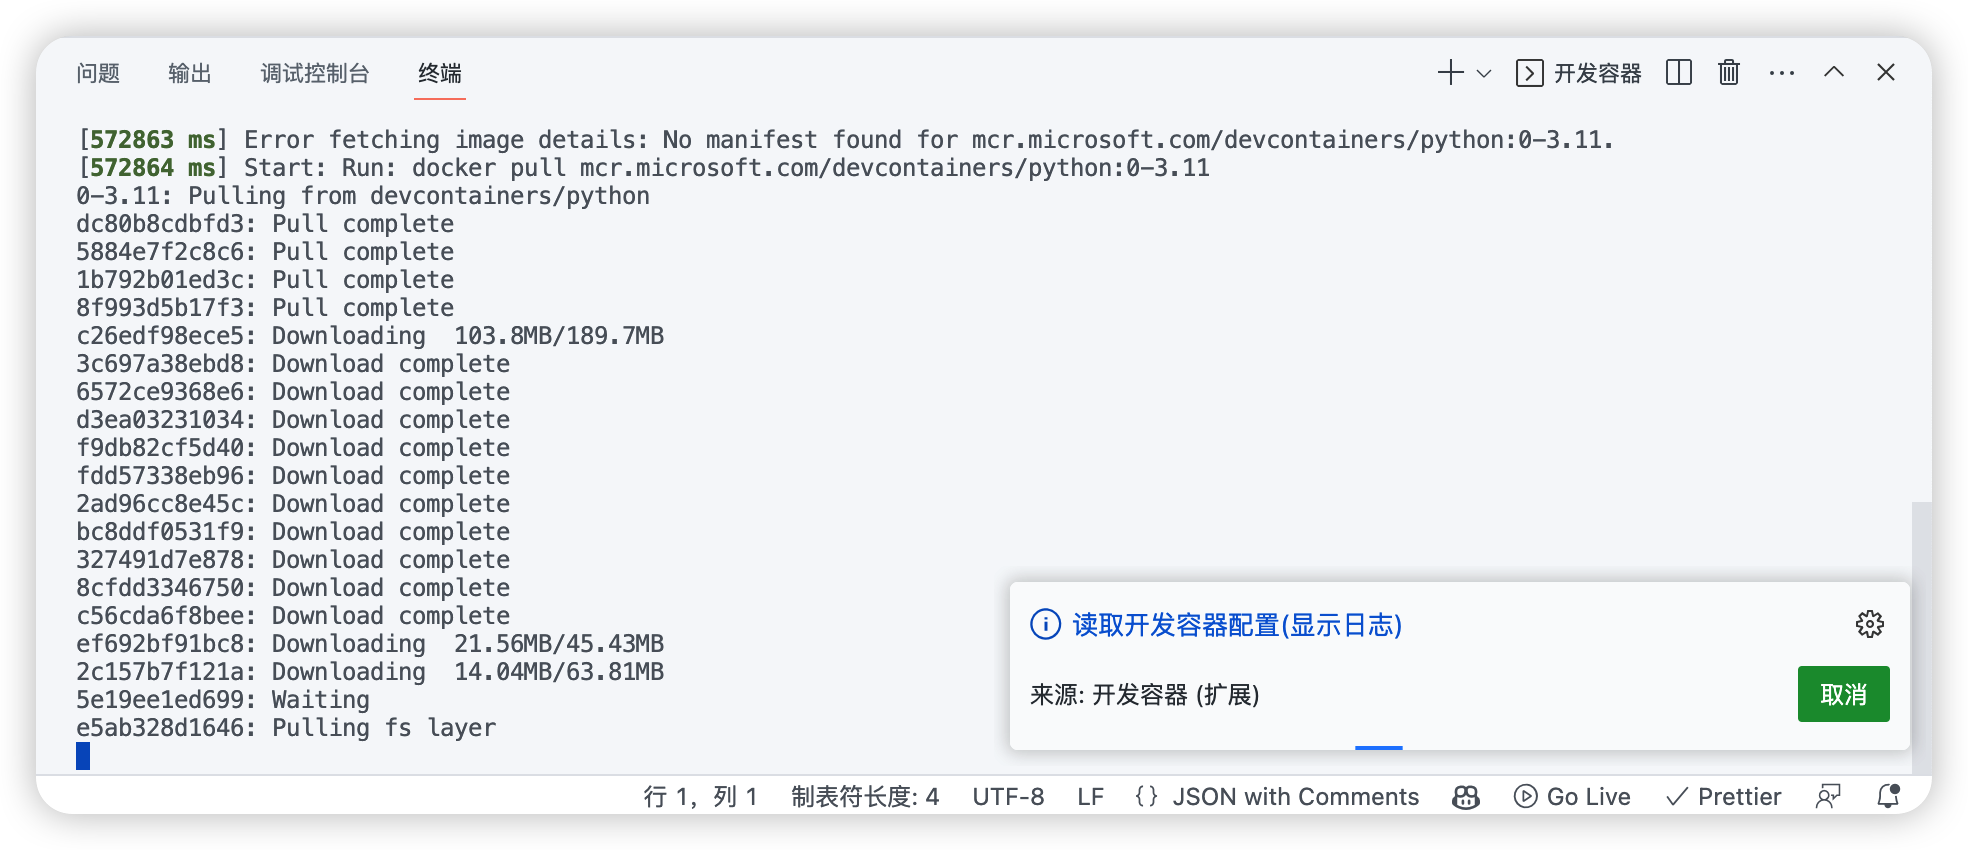 问题 输出 调试控制台 终端 开发容器
[572863 ms] Error fetching image details: No manifest found for mcr.microsoft.com/devcontainers/python:0-3.11.
[572864 ms] Start: Run: docker pull mcr.microsoft.com/devcontainers/python:0-3.11
0-3.11: Pulling from devcontainers/python
dc80b8cdbfd3: Pull complete
5884e7f2c8c6: Pull complete
1b792b01ed3c: Pull complete
8f993d5b17f3: Pull complete
c26edf98ece5: Downloading  103.8MB/189.7MB
3c697a38ebd8: Download complete
6572ce9368e6: Download complete
d3ea03231034: Download complete
f9db82cf5d40: Download complete
fdd57338eb96: Download complete
2ad96cc8e45c: Download complete
bc8ddf0531f9: Download complete
327491d7e878: Download complete
8cfdd3346750: Download complete
c56cda6f8bee: Download complete
ef692bf91bc8: Downloading  21.56MB/45.43MB
2c157b7f121a: Downloading  14.04MB/63.81MB
5e19ee1ed699: Waiting
e5ab328d1646: Pulling fs layer
读取开发容器配置(显示日志)
来源: 开发容器 (扩展) 取消
行 1，列 1 制表符长度: 4 UTF-8 LF {} JSON with Comments Go Live Prettier